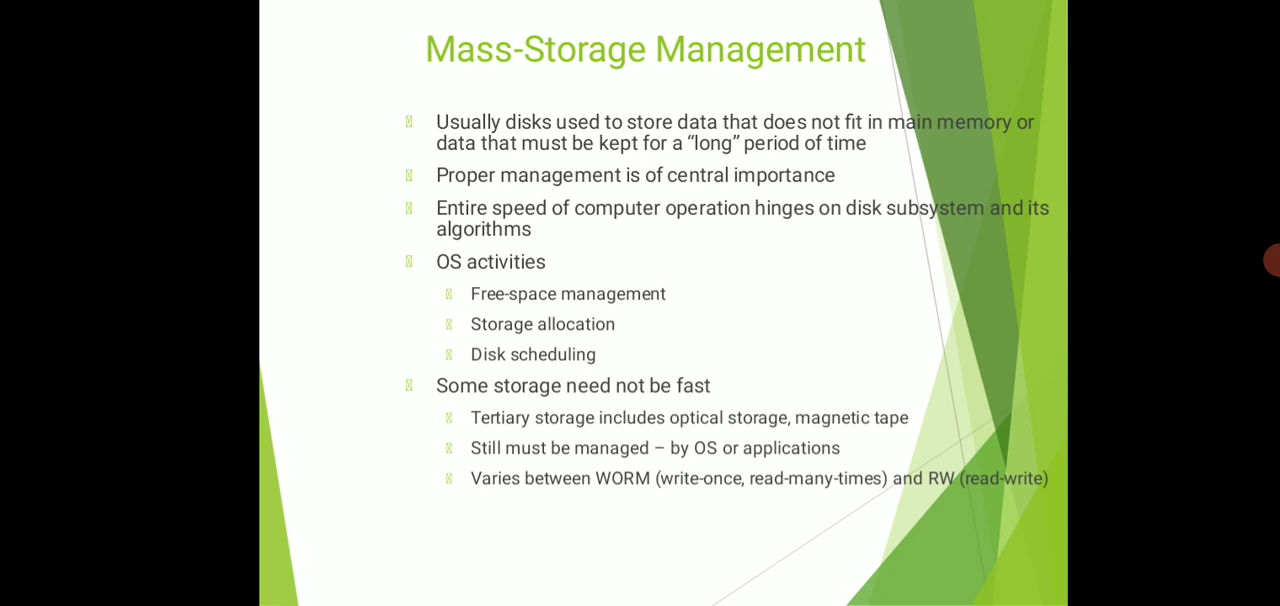 Mass-Storage Management
Usually disks used to store data that does not fit in main memory or
data that must be kept for a “long” period of time
Proper management is of central importance
Entire speed of computer operation hinges on disk subsystem and its
algorithms
OS activities
Free-space management
Storage allocation
Disk scheduling
Some storage need not be fast
Tertiary storage includes optical storage, magnetic tape
Still must be managed – by OS or applications
Varies between WORM (write-once, read-many-times) and RW (read-write)